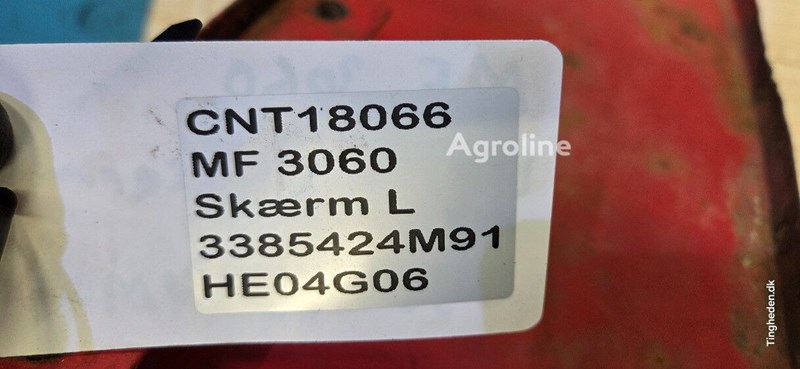 CNT18066
MF 3060
Skærm L
3385424M91
HE04G06
Agroline
Tingheden.dk